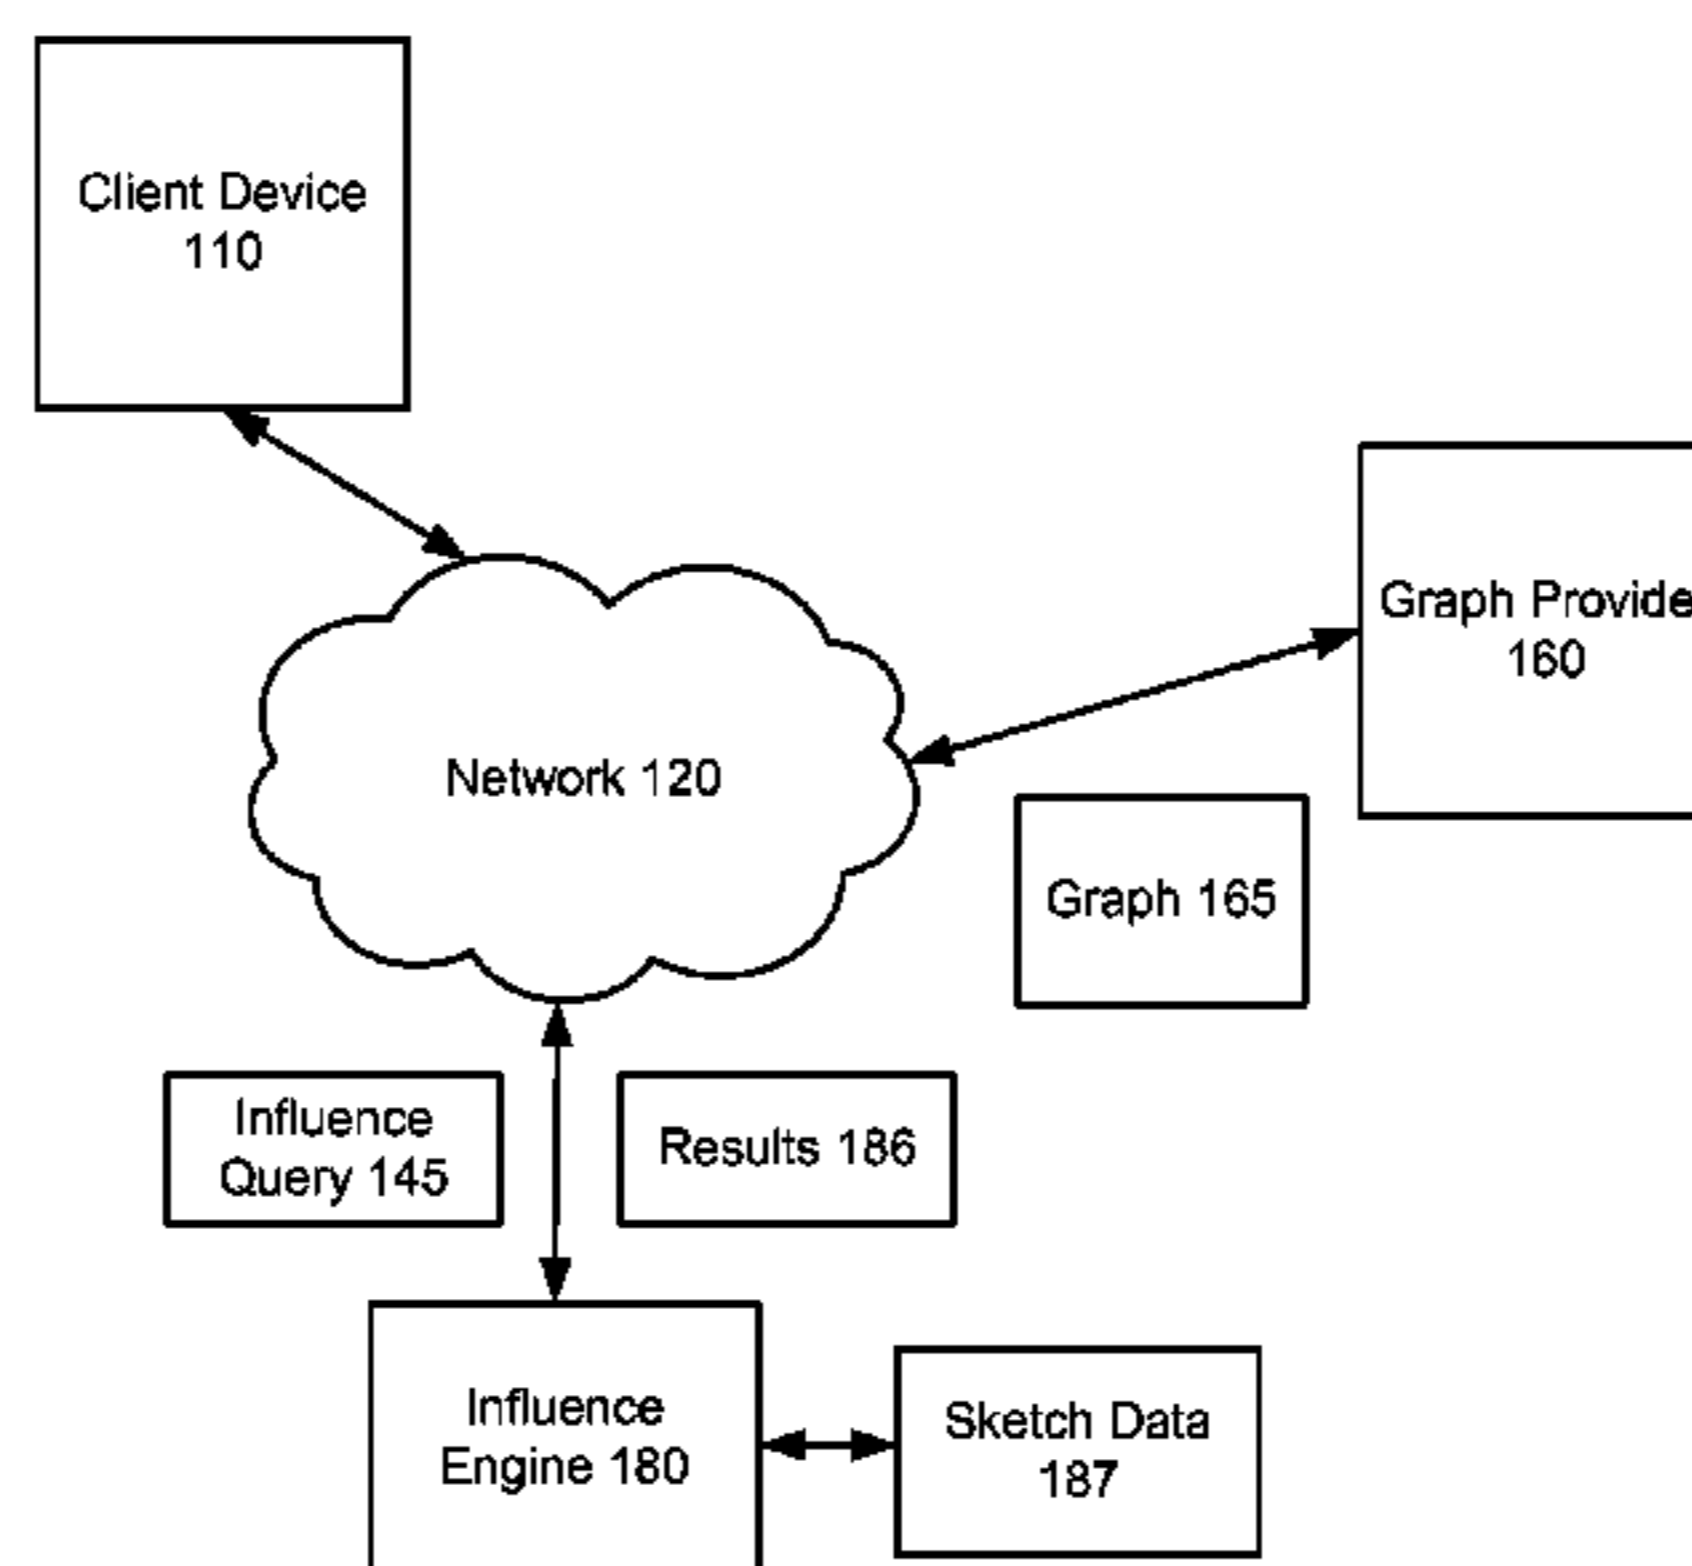 Client Device
110
Graph Provide
160
Network 120
Graph 165
Influence
Query 145
Results 186
Influence
Engine 180
Sketch Data
187